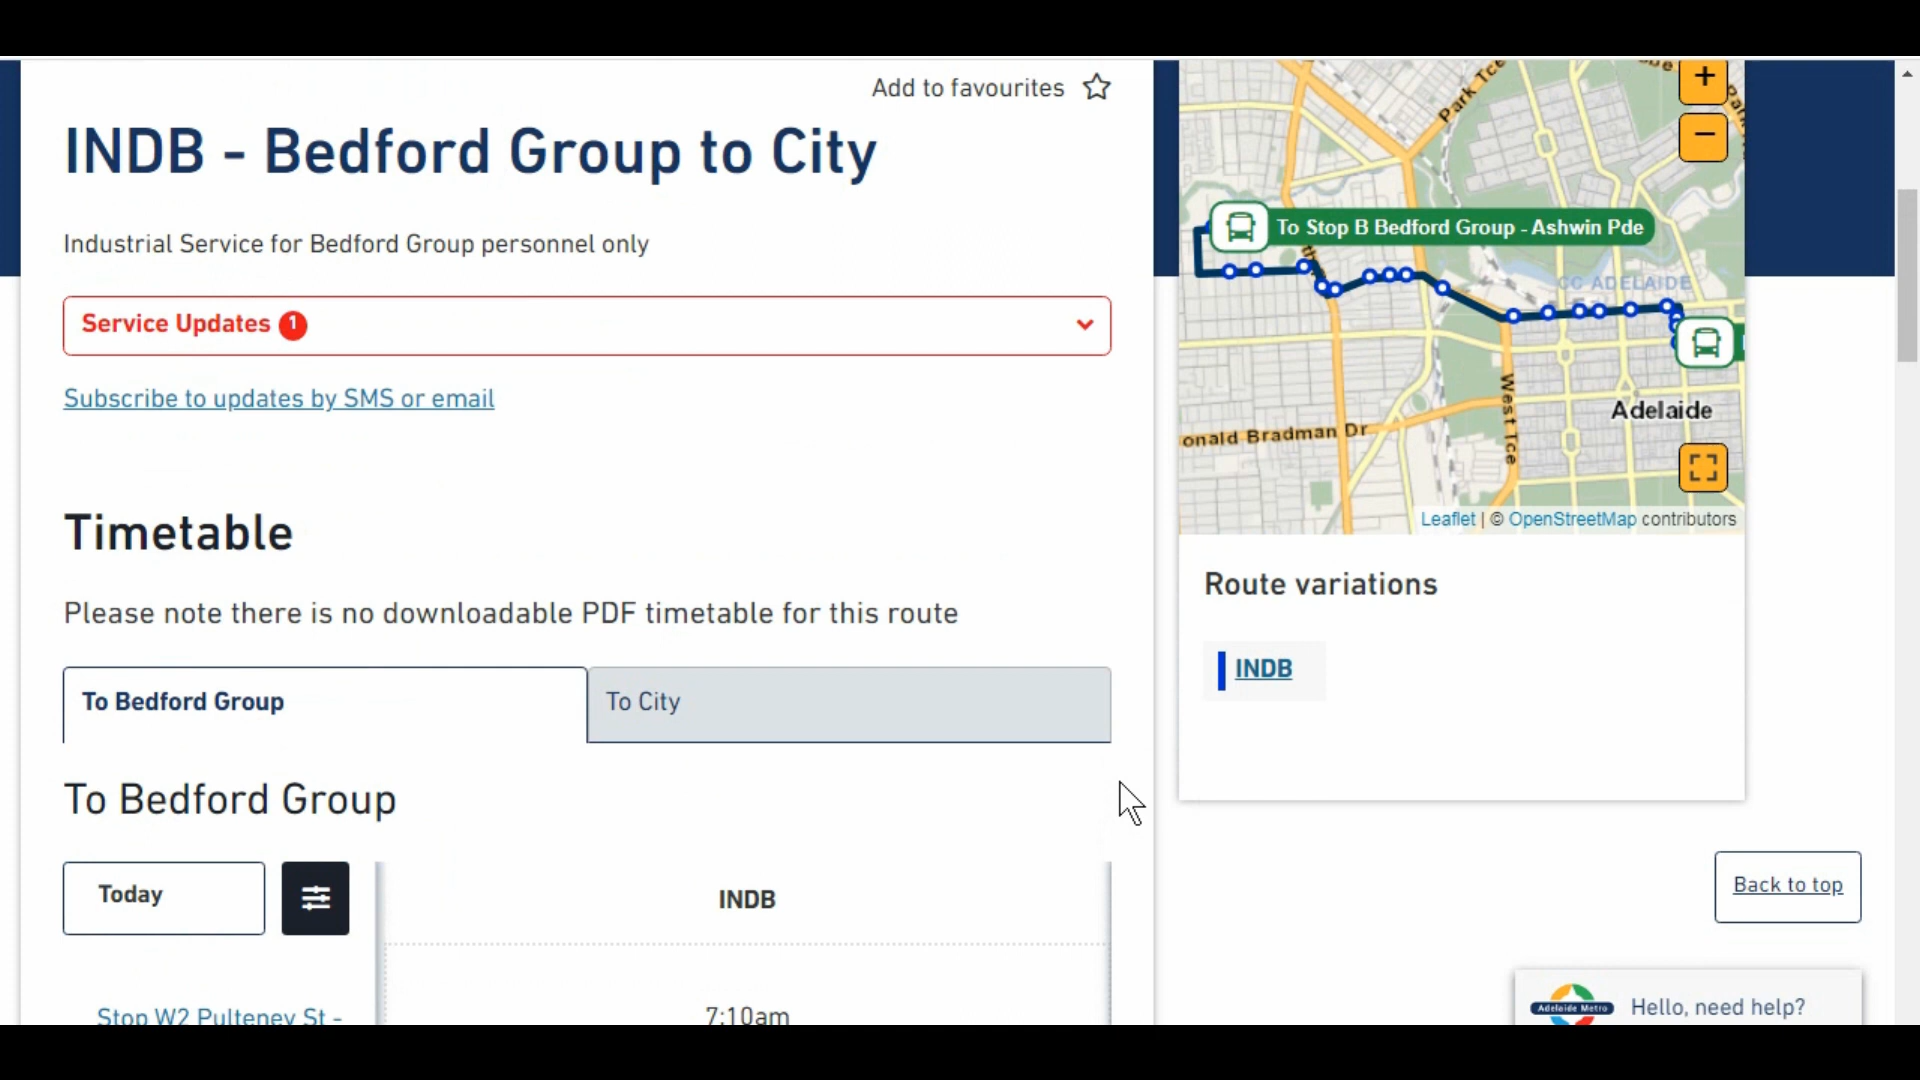 Add to favourites
INDB - Bedford Group to City
Industrial Service for Bedford Group personnel only
Service Updates 1
Subscribe to updates by SMS or email
Timetable
Please note there is no downloadable PDF timetable for this route
To Bedford Group
To City
To Bedford Group
Today
INDB
Stop W2 Pulteney St -
7:10am
Park Tce
+
−
To Stop B Bedford Group - Ashwin Pde
CC ADELAIDE
West Tce
Adelaide
onald Bradman Dr
Leaflet | © OpenStreetMap contributors
Route variations
INDB
Back to top
Adelaide Metro
Hello, need help?